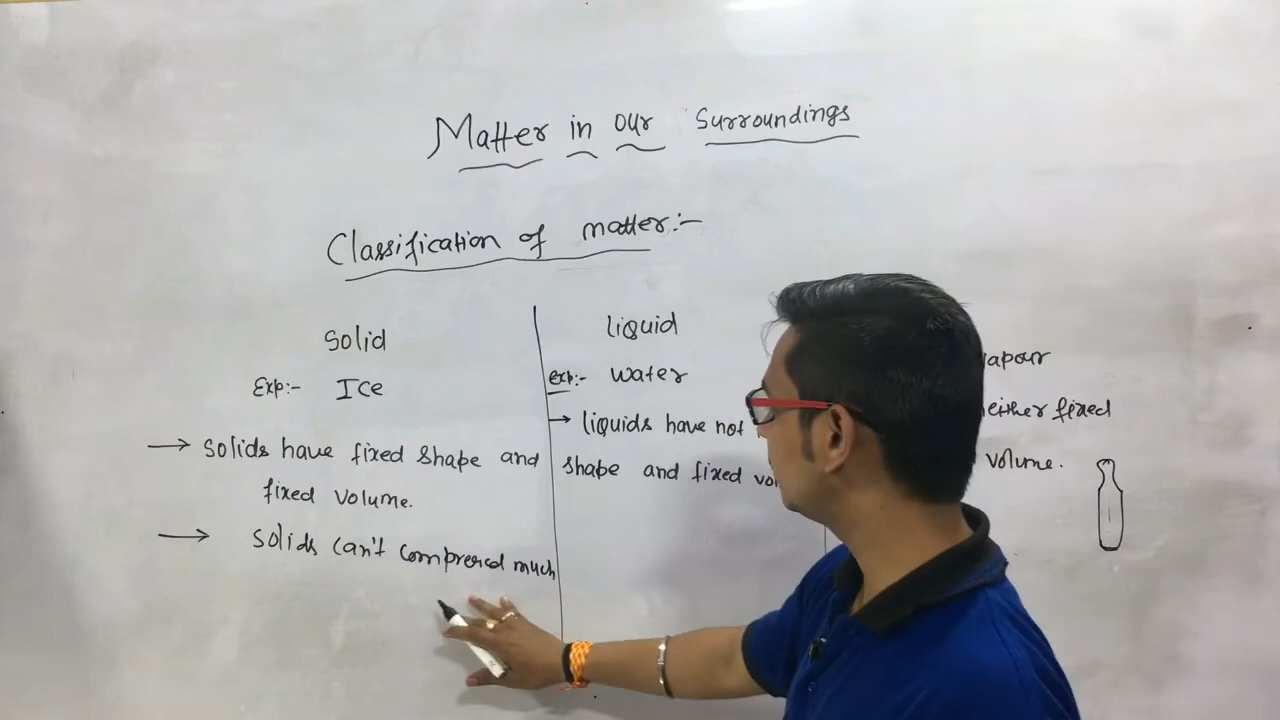 Matter in our Surroundings
Classification of matter:-
Solid
Exp:- ICe
→ Solids have fixed shape and
fixed volume.
→ Solids can't compressed much
liquid
Exp:- Water
→ liquids have not
shape and fixed vol
vapour
either fixed
volume.